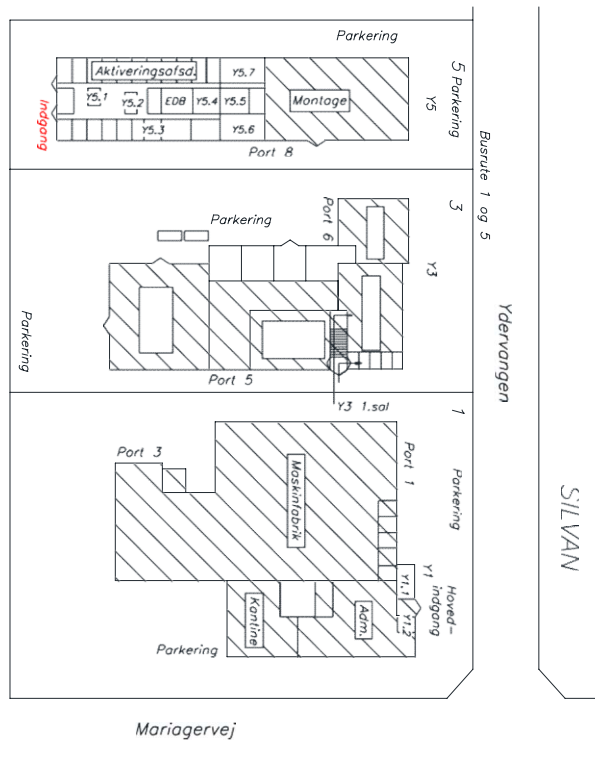 Parkering
Aktiveringsafsd.
Y5.7
Y5.1
Y5.2
EDB
Y5.4
Y5.5
Montage
Y5.3
Y5.6
Indgang
Port 8
5 Parkering
Y5
Busrute 1 og 5
Parkering
Port 6
3
Y3
Parkering
Port 5
Y3 1.sal
Ydervangen
1
Port 3
Maskinfabrik
Port 1
Parkering
SILVAN
Y1
Hoved-
indgang
Y1.1
Y1.2
Kantine
Adm.
Parkering
Mariagervej